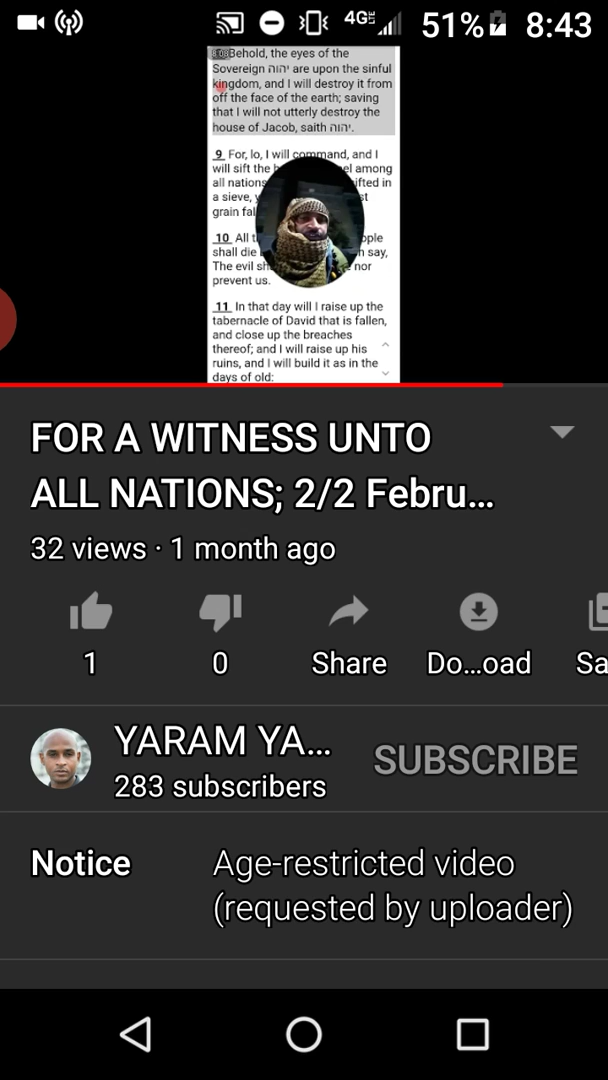 4G LTE 51% 8:43
8:03 Behold, the eyes of the
Sovereign יהוה are upon the sinful
kingdom, and I will destroy it from
off the face of the earth; saving
that I will not utterly destroy the
house of Jacob, saith יהוה.
9 For, lo, I will command, and I
will sift the among
all nations ifted in
a sieve,
grain
10 All
shall die say,
The evil nor
prevent us.
11 In that day will I raise up the
tabernacle of David that is fallen,
and close up the breaches
thereof; and I will raise up his
ruins, and I will build it as in the
days of old:
FOR A WITNESS UNTO
ALL NATIONS; 2/2 Febru...
32 views · 1 month ago
1 0 Share Do...oad Sa
YARAM YA...
283 subscribers
SUBSCRIBE
Notice Age-restricted video
(requested by uploader)